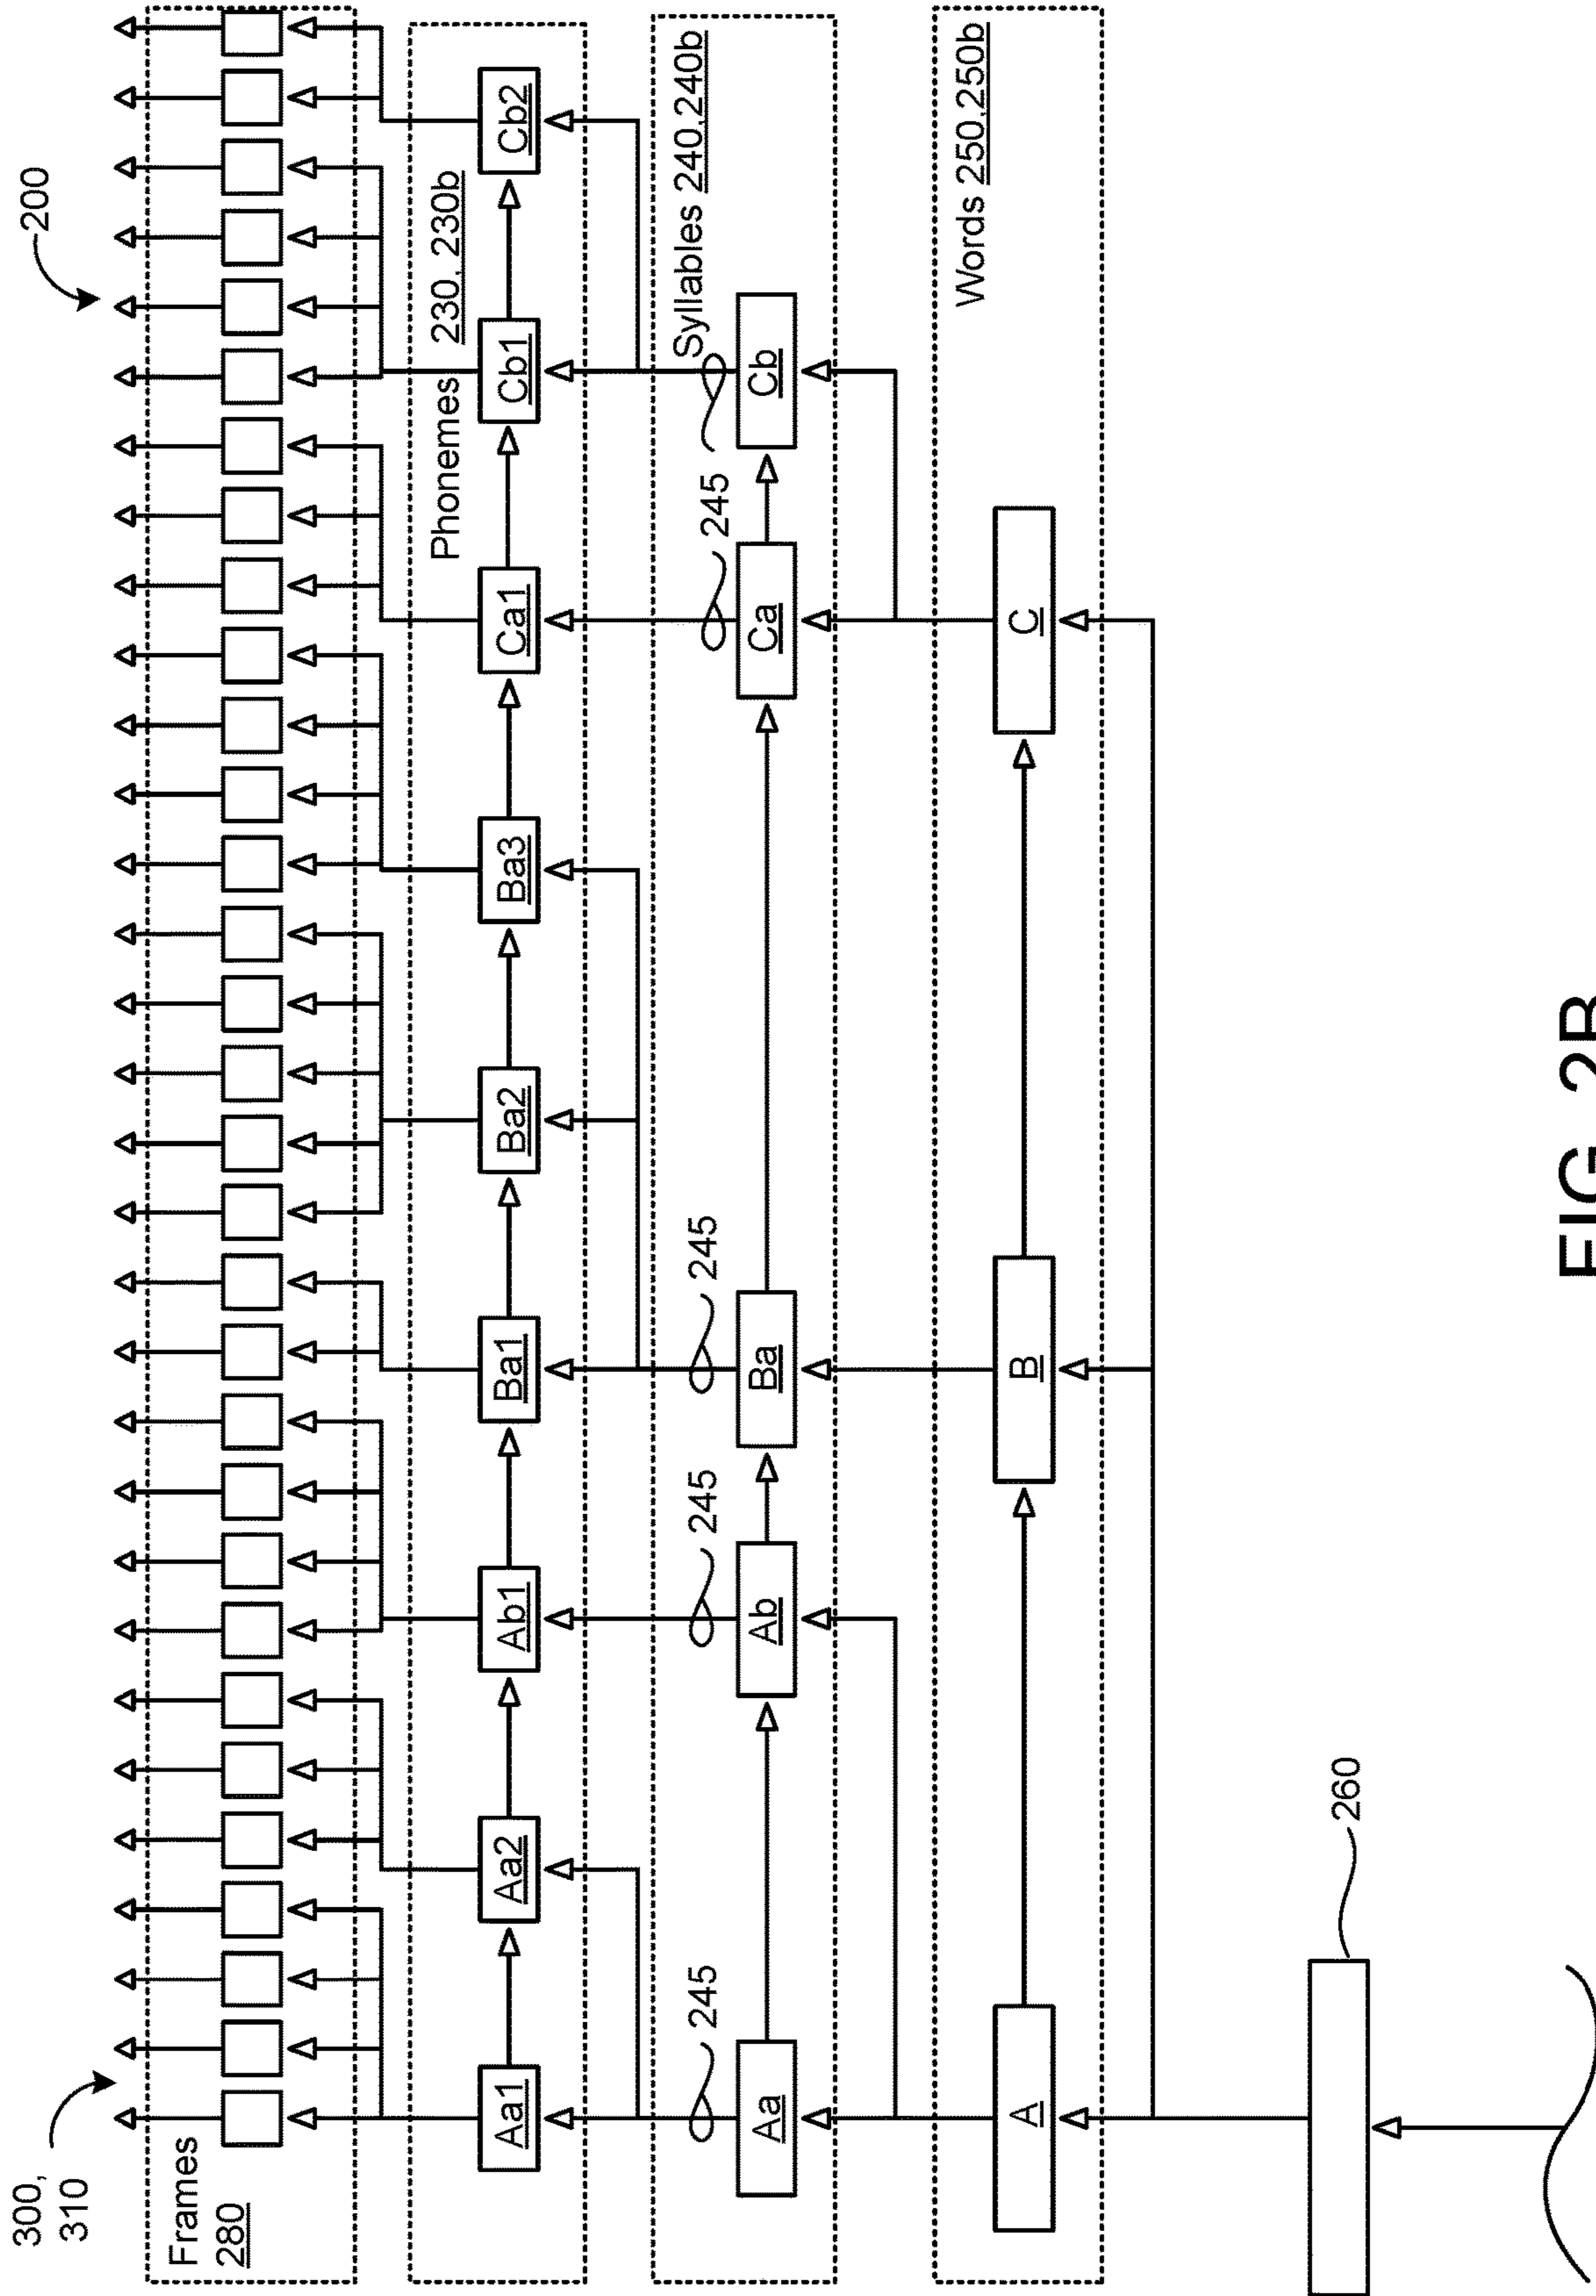 200
300,
310
Frames
280
Phonemes 230, 230b
Aa1
Aa2
Ab1
Ba1
Ba2
Ba3
Ca1
Cb1
Cb2
Syllables 240,240b
245
245
245
245
Aa
Ab
Ba
Ca
Cb
Words 250,250b
A
B
C
260
FIG. 2B